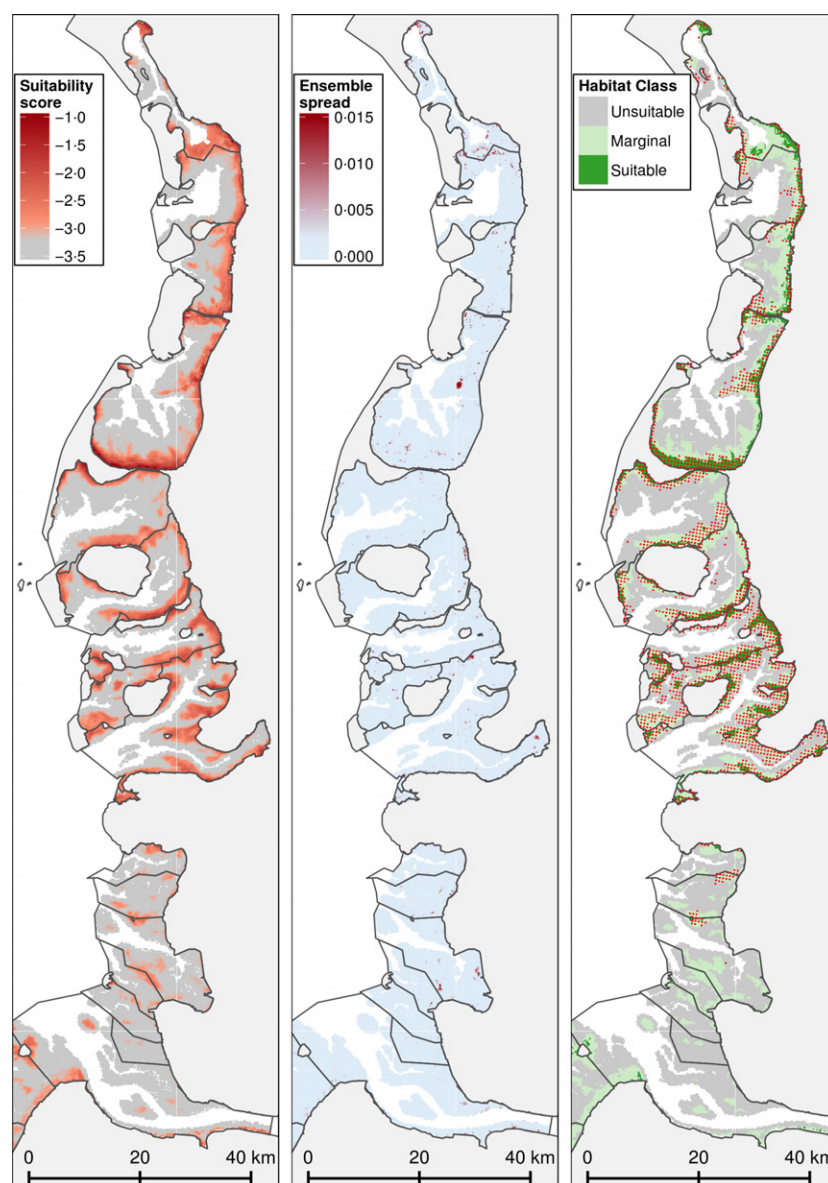 Suitability
score
−1·0
−1·5
−2·0
−2·5
−3·0
−3·5
0
20
40 km
Ensemble
spread
0·015
0·010
0·005
0·000
0
20
40 km
Habitat Class
Unsuitable
Marginal
Suitable
0
20
40 km